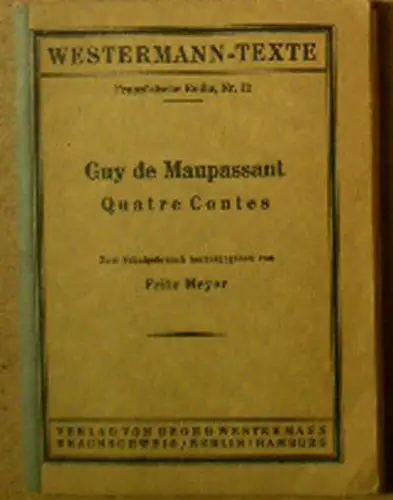 WESTERMANN-TEXTE
Französische Reihe, Nr. 12
Guy de Maupassant
Quatre Contes
Zum Schulgebrauch herausgegeben von
Fritz Meyer
VERLAG VON GEORG WESTERMANN
BRAUNSCHWEIG/BERLIN/HAMBURG